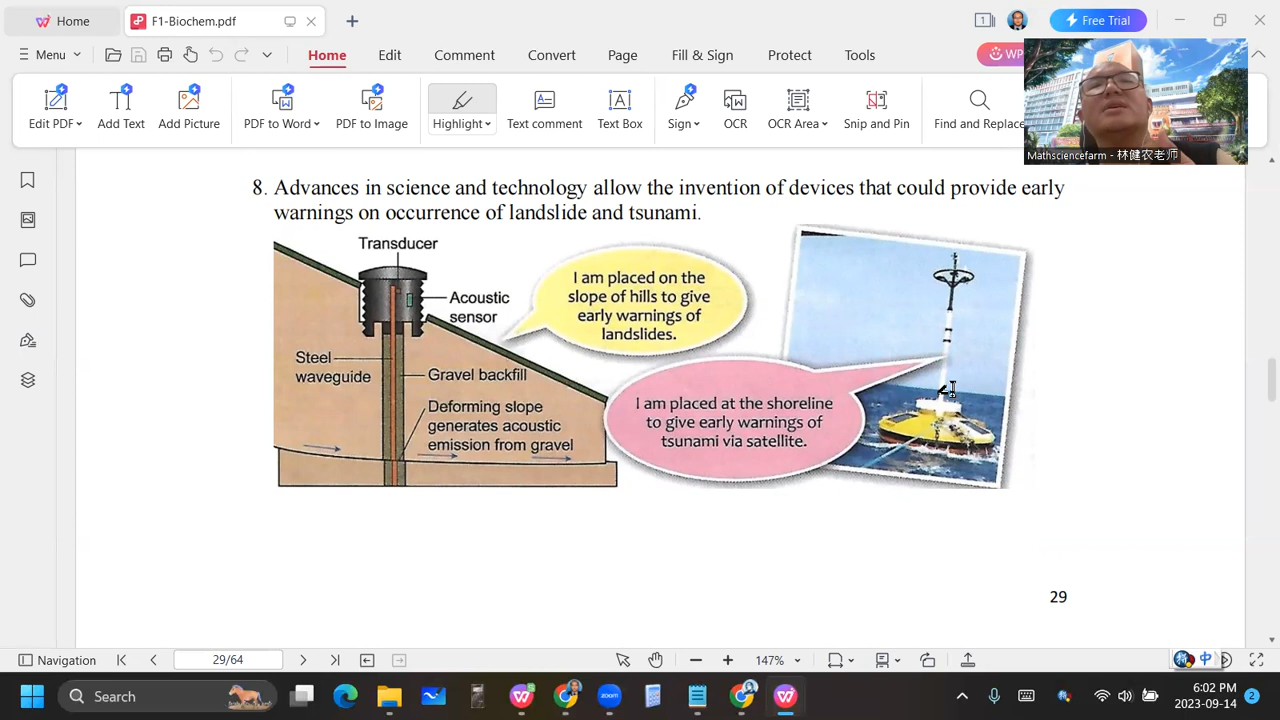 Home
F1-Biochem.pdf
1
Free Trial
Menu
Home
Edit
Comment
Convert
Page
Fill & Sign
Protect
Tools
WP
Edit PDF
Add Text
Add Picture
PDF to Word
PDF to Image
Highlight
Text comment
Text Box
Sign
OCR
OCR Area
Snip and Pin
Find and Replace
Mathsciencefarm - 林健农老师
8. Advances in science and technology allow the invention of devices that could provide early
warnings on occurrence of landslide and tsunami.
Transducer
Acoustic
sensor
Steel
waveguide
Gravel backfill
Deforming slope
generates acoustic
emission from gravel
I am placed on the
slope of hills to give
early warnings of
landslides.
I am placed at the shoreline
to give early warnings of
tsunami via satellite.
29
Navigation
29/64
147%
中
Search
zoom
6:02 PM
2023-09-14
2